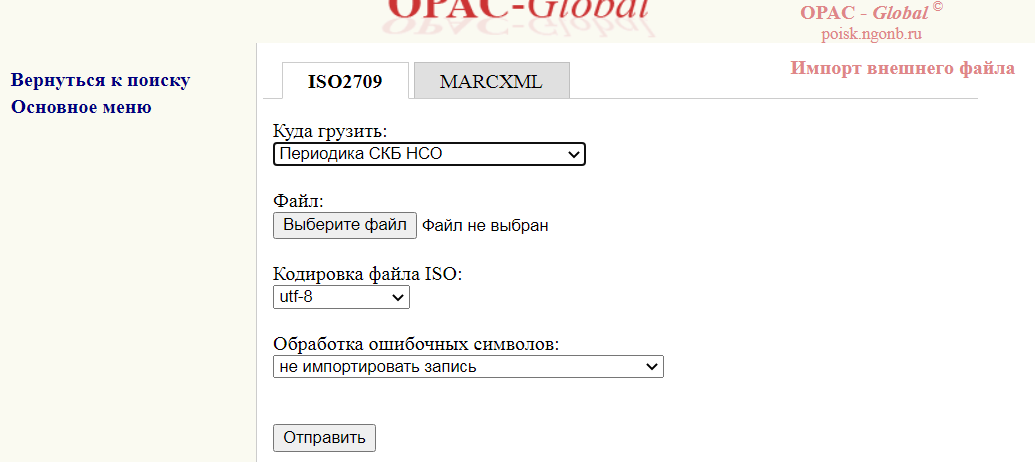 OPAC-Global
OPAC - Global ©
poisk.ngonb.ru
Импорт внешнего файла
Вернуться к поиску
Основное меню
ISO2709 MARCXML
Куда грузить:
Периодика СКБ НСО
Файл:
Выберите файл Файл не выбран
Кодировка файла ISO:
utf-8
Обработка ошибочных символов:
не импортировать запись
Отправить